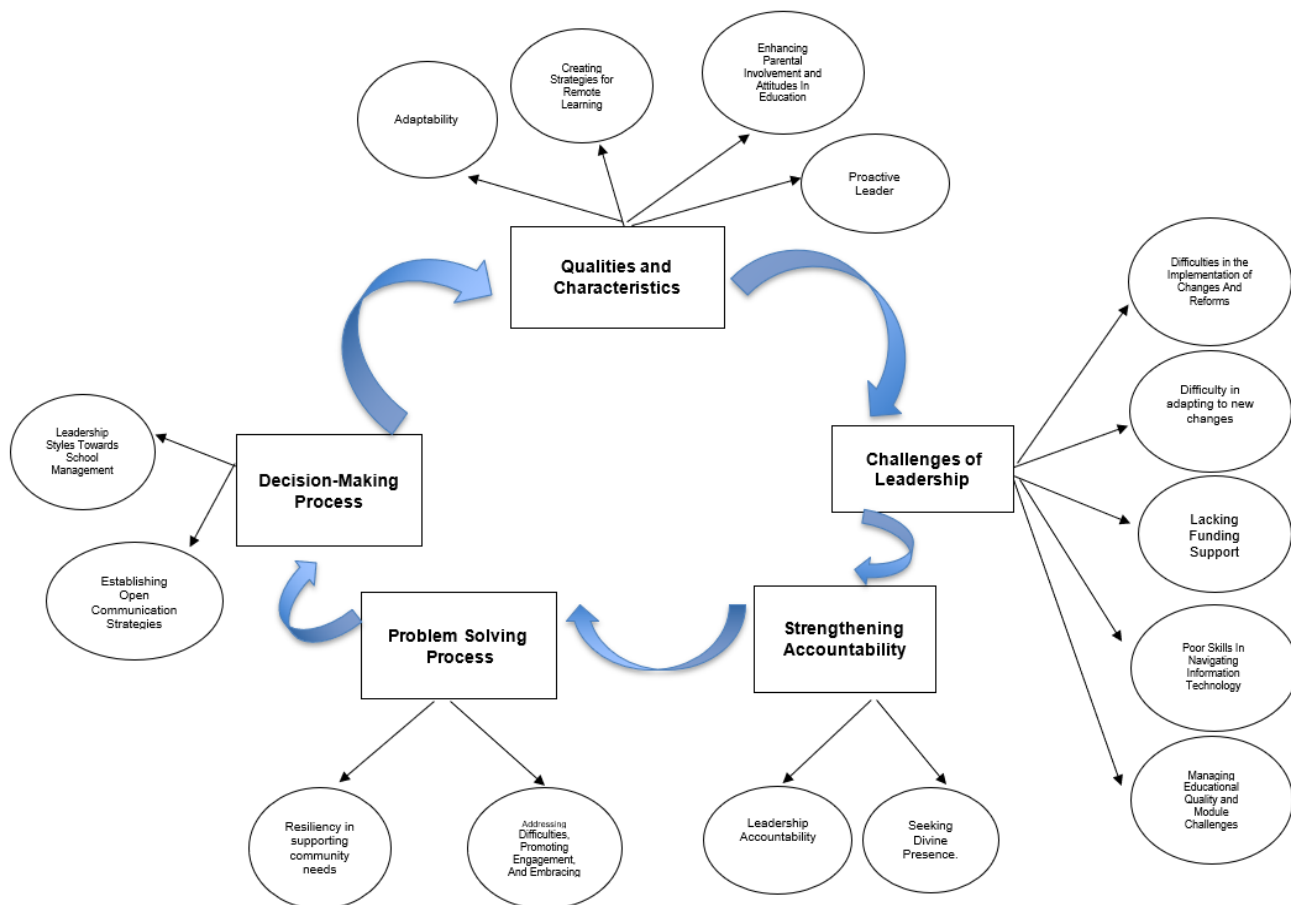 Adaptability
Creating
Strategies for
Remote
Learning
Enhancing
Parental
Involvement and
Attitudes In
Education
Proactive
Leader
Qualities and
Characteristics
Difficulties in the
Implementation of
Changes And
Reforms
Difficulty in
adapting to new
changes
Lacking
Funding
Support
Poor Skills In
Navigating
Information
Technology
Managing
Educational
Quality and
Module
Challenges
Challenges of
Leadership
Leadership
Styles Towards
School
Management
Decision-Making
Process
Establishing
Open
Communication
Strategies
Problem Solving
Process
Strengthening
Accountability
Resiliency in
supporting
community
needs
Addressing
Difficulties,
Promoting
Engagement,
And Embracing
Leadership
Accountability
Seeking
Divine
Presence.